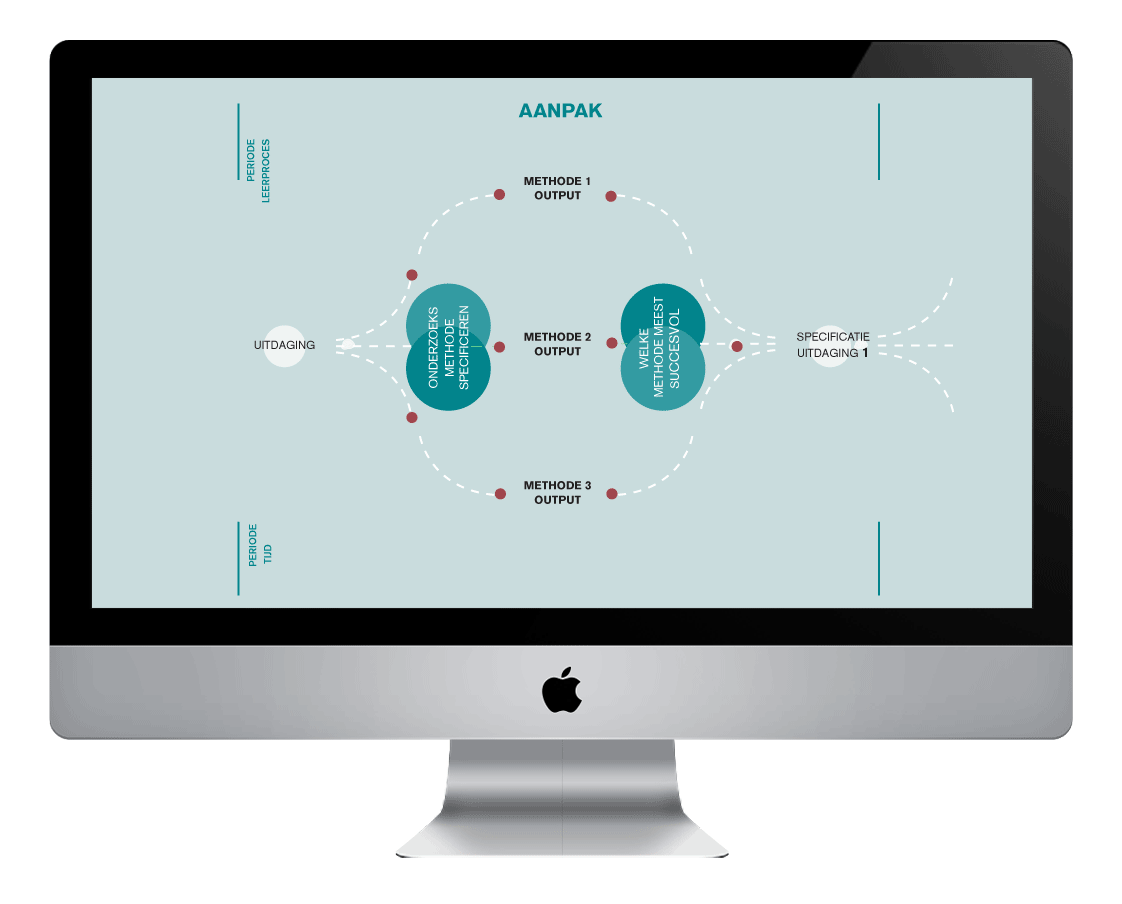 AANPAK
PERIODE
LEERPROCES
METHODE 1
OUTPUT
UITDAGING
ONDERZOEKS
METHODE
SPECIFICEREN
METHODE 2
OUTPUT
WELKE
METHODE MEEST
SUCCESVOL
SPECIFICATIE
UITDAGING 1
METHODE 3
OUTPUT
PERIODE
TIJD